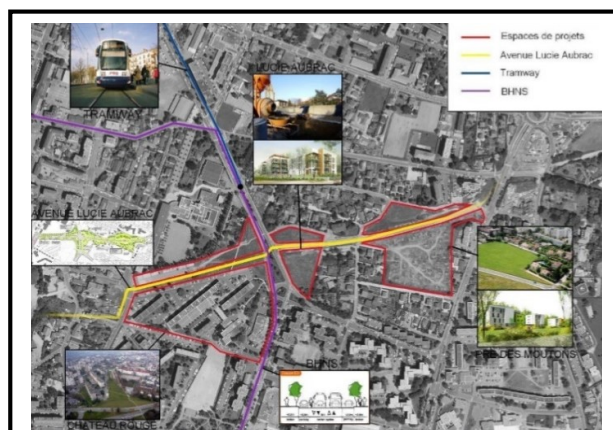 Espaces de projets
Avenue Lucie Aubrac
Tramway
BHNS
TRAMWAY
LUCIE AUBRAC
AVENUE LUCIE AUBRAC
PRE DES MOUTONS
BHNS
CHATEAU ROUGE